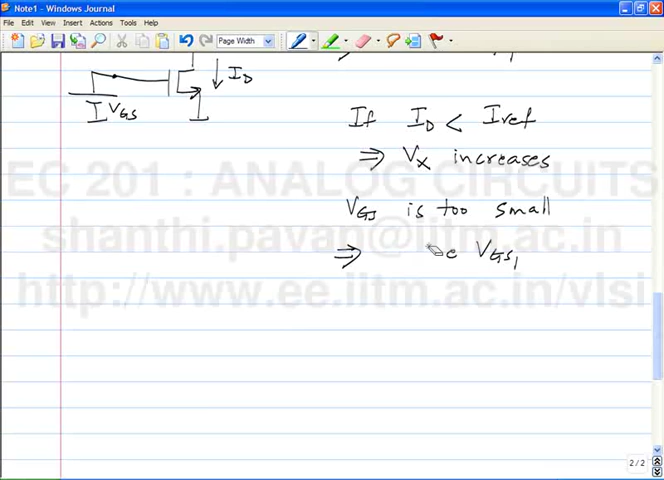 Note1 - Windows Journal
File Edit View Insert Actions Tools Help
Page Width
I_D
V_GS
If I_D < Iref
⇒ V_X increases
V_GS is too small
⇒ e V_GS,
EC 201 : ANALOG CIRCUITS
shanthi.pavan@iitm.ac.in
http://www.ee.iitm.ac.in/vlsi
2 / 2